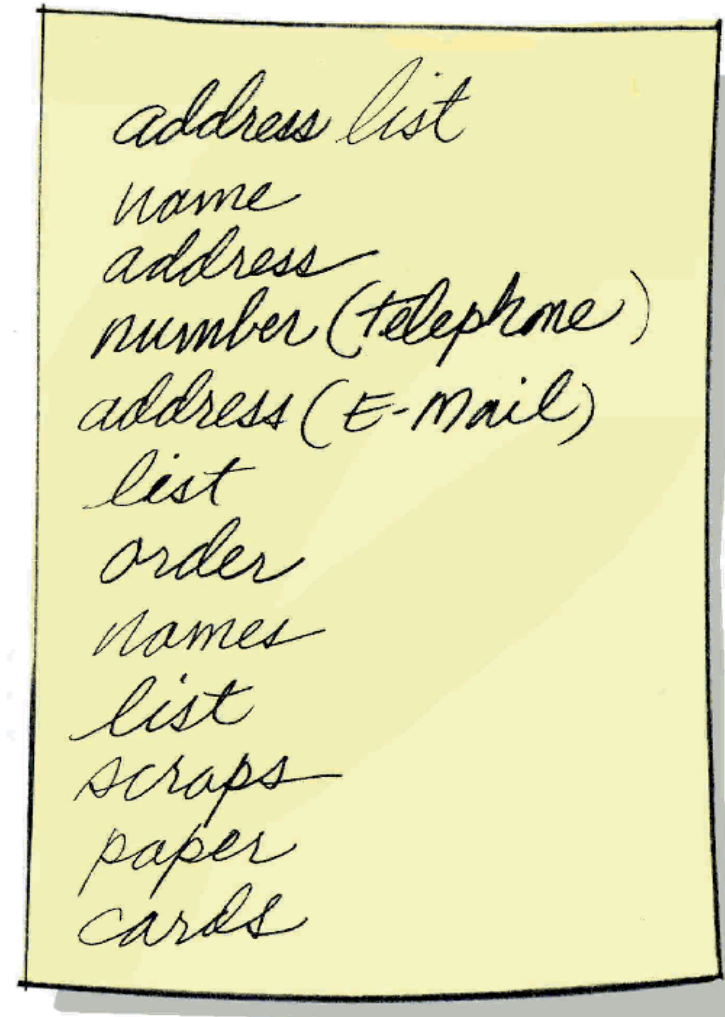 address list
name
address
number (telephone)
address (E-Mail)
list
order
names
list
scraps
paper
cards